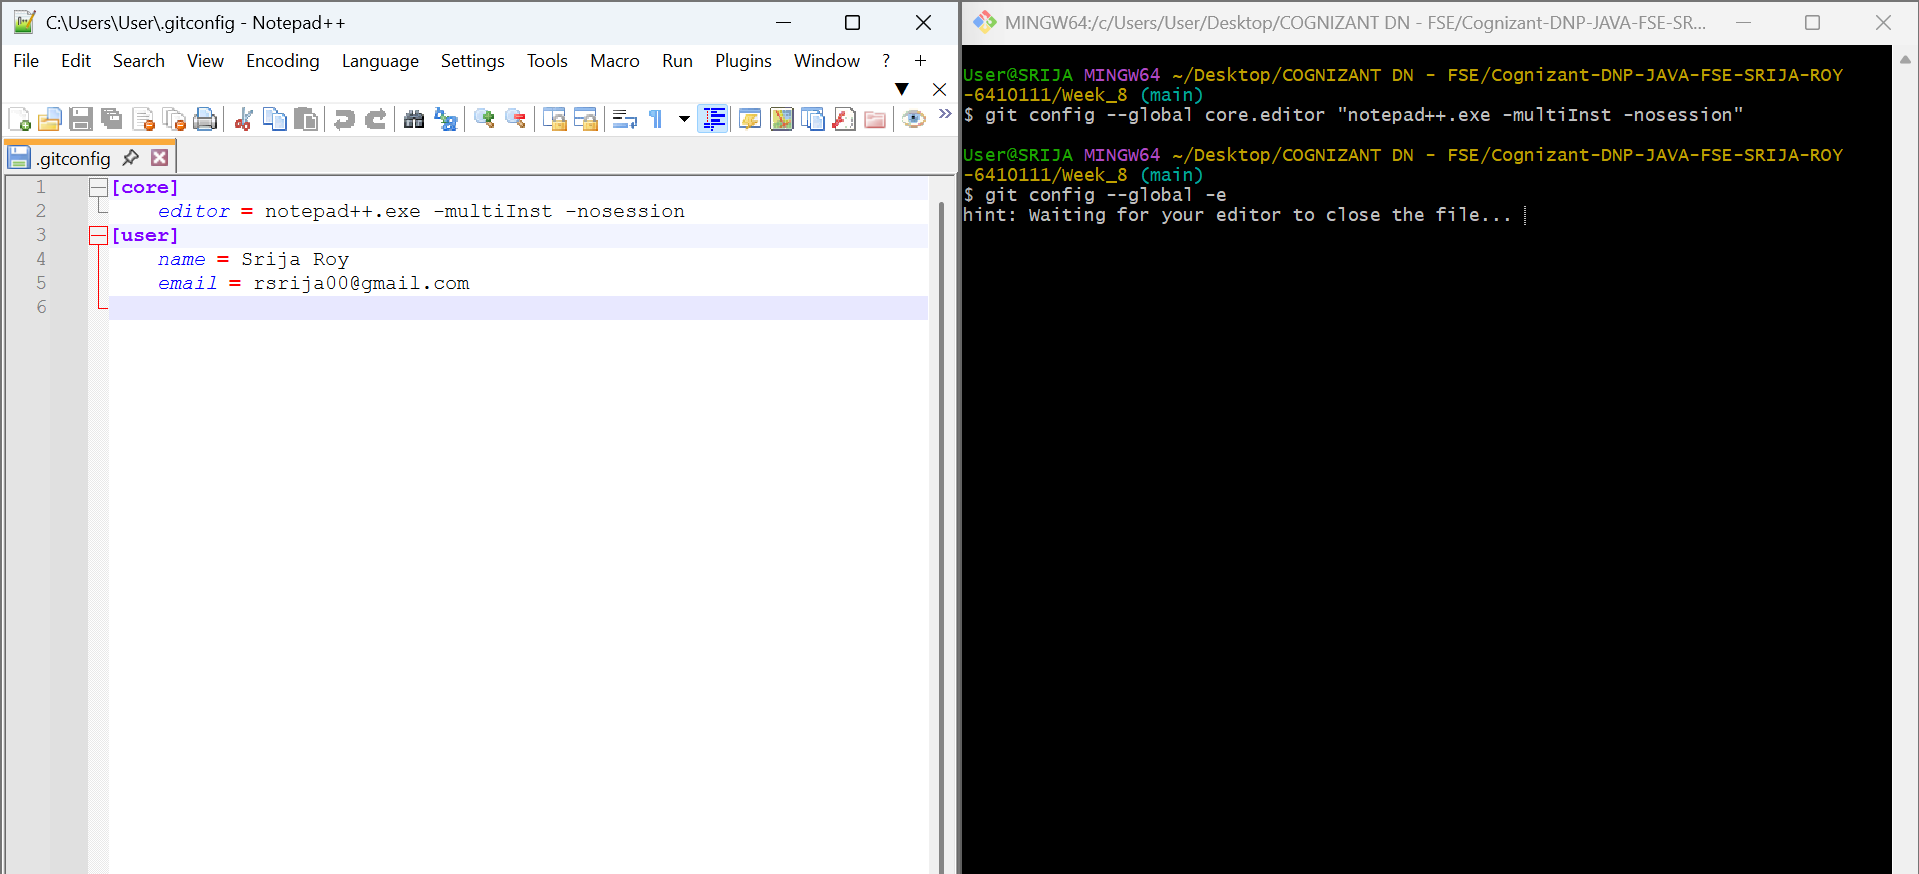 C:\Users\User\.gitconfig - Notepad++
File Edit Search View Encoding Language Settings Tools Macro Run Plugins Window ? +
.gitconfig
1 [core]
2 editor = notepad++.exe -multiInst -nosession
3 [user]
4 name = Srija Roy
5 email = rsrija00@gmail.com
6
MINGW64:/c/Users/User/Desktop/COGNIZANT DN - FSE/Cognizant-DNP-JAVA-FSE-SR...
User@SRIJA MINGW64 ~/Desktop/COGNIZANT DN - FSE/Cognizant-DNP-JAVA-FSE-SRIJA-ROY
-6410111/Week_8 (main)
$ git config --global core.editor "notepad++.exe -multiInst -nosession"
User@SRIJA MINGW64 ~/Desktop/COGNIZANT DN - FSE/Cognizant-DNP-JAVA-FSE-SRIJA-ROY
-6410111/Week_8 (main)
$ git config --global -e
hint: Waiting for your editor to close the file...